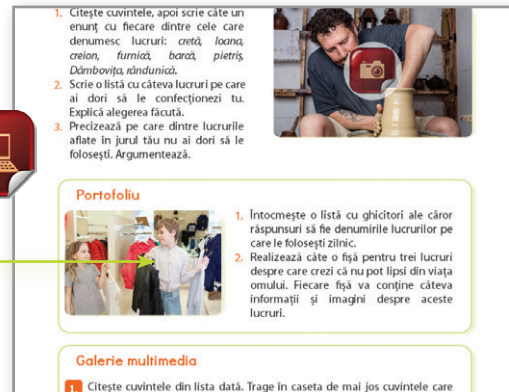 1. Citește cuvintele, apoi scrie câte un
enunț cu fiecare dintre cele care
denumesc lucruri: cretă, Ioana,
creion, furnică, barcă, pietriș,
Dâmbovița, rândunică.
2. Scrie o listă cu câteva lucruri pe care
ai dori să le confecționezi tu.
Explică alegerea făcută.
3. Precizează pe care dintre lucrurile
aflate în jurul tău nu ai dori să le
folosești. Argumentează.
Portofoliu
1. Întocmește o listă cu ghicitori ale căror
răspunsuri să fie denumirile lucrurilor pe
care le folosești zilnic.
2. Realizează câte o fișă pentru trei lucruri
despre care crezi că nu pot lipsi din viața
omului. Fiecare fișă va conține câteva
informații și imagini despre aceste
lucruri.
Galerie multimedia
1. Citește cuvintele din lista dată. Trage în caseta de mai jos cuvintele care